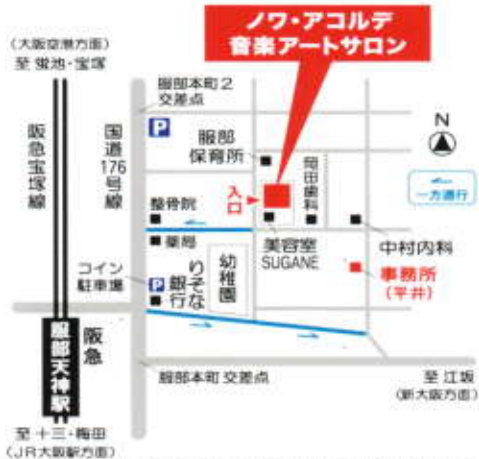 ノワ・アコルデ
音楽アートサロン
(大阪空港方面)
至 蛍池・宝塚
服部本町2
交差点
P
N
阪急宝塚線
国道176号線
服部
保育所
岡田歯科
入口
一方通行
整骨院
薬局
美容室
SUGANE
中村内科
コイン
駐車場
P
りそな
銀行
幼稚園
事務所
(平井)
阪急
服部天神駅
服部本町 交差点
至 江坂
(新大阪方面)
至 十三・梅田
(JR大阪駅方面)